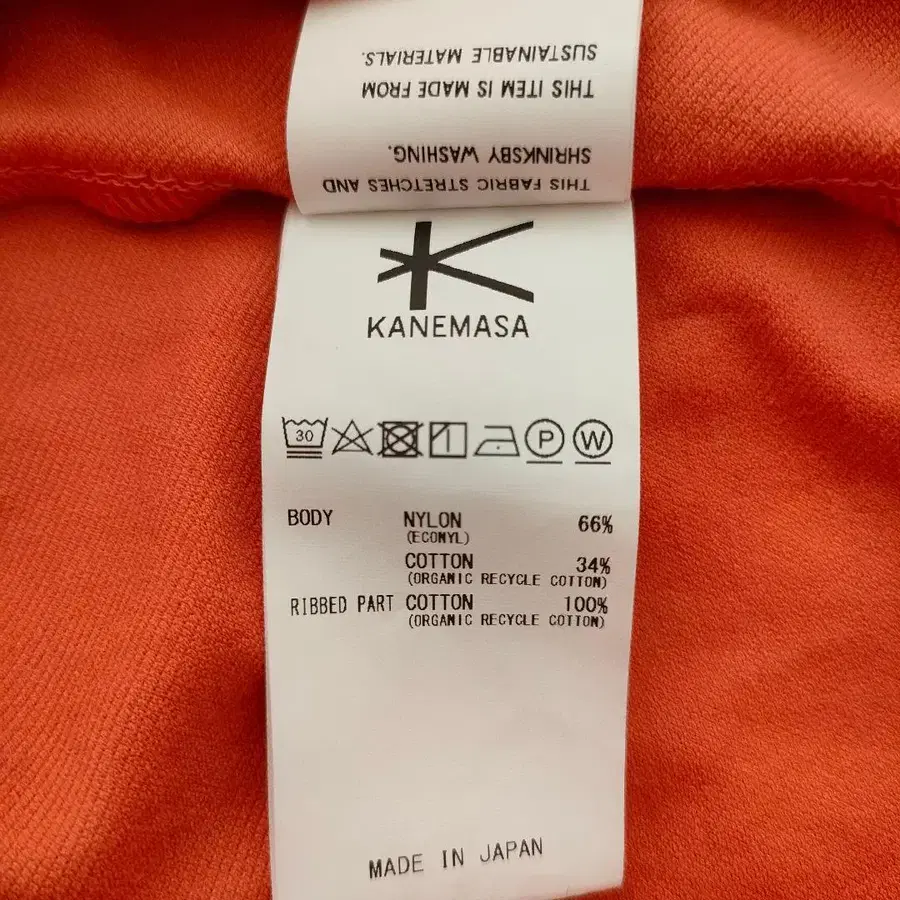 THIS FABRIC STRETCHES AND
SHRINKSBY WASHING.
THIS ITEM IS MADE FROM
SUSTAINABLE MATERIALS.
KANEMASA
30 P W
BODY NYLON 66%
(ECONYL)
COTTON 34%
(ORGANIC RECYCLE COTTON)
RIBBED PART COTTON 100%
(ORGANIC RECYCLE COTTON)
MADE IN JAPAN